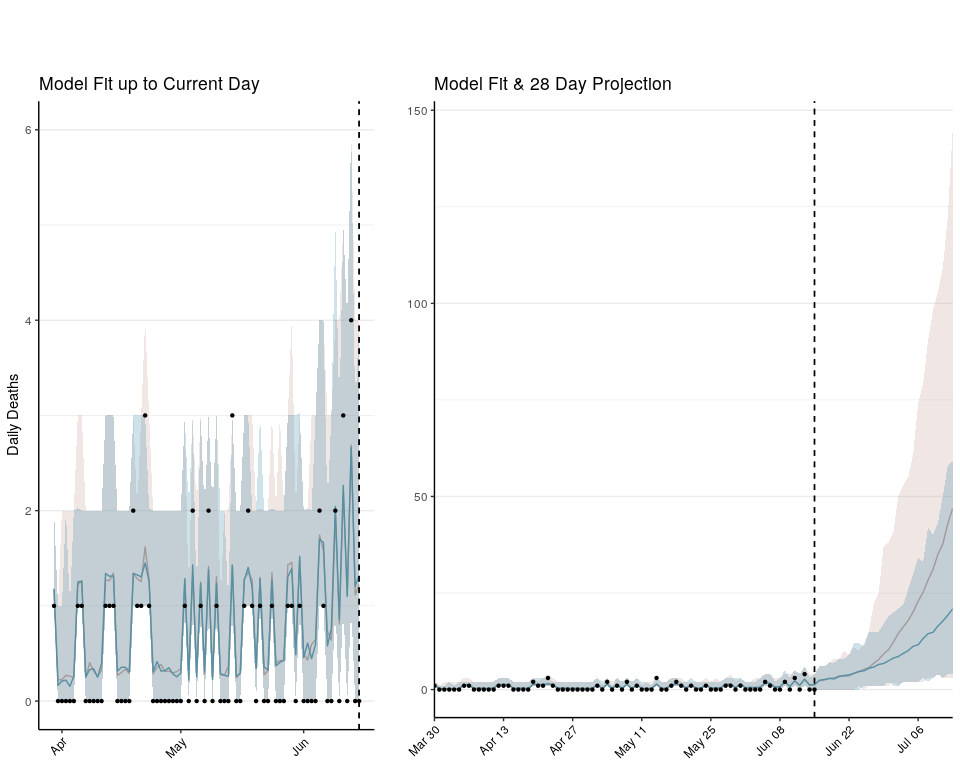 Model Fit up to Current Day
Daily Deaths
6
4
2
0
Apr
May
Jun
Model Fit & 28 Day Projection
150
100
50
0
Mar 30
Apr 13
Apr 27
May 11
May 25
Jun 08
Jun 22
Jul 06